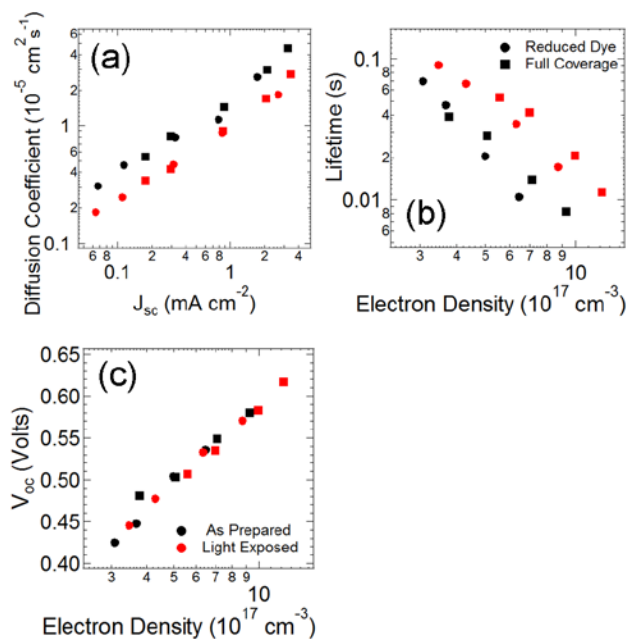 (a)
Diffusion Coefficient (10⁻⁵ cm² s⁻¹)
4
2
1
8
6
4
2
0.1
6 8 0.1 2 4 6 8 1 2 4
J_sc (mA cm⁻²)
(b)
Reduced Dye
Full Coverage
Lifetime (s)
0.1
8
6
4
2
0.01
8
6
3 4 5 6 7 8 9 10
Electron Density (10¹⁷ cm⁻³)
(c)
V_oc (Volts)
0.65
0.60
0.55
0.50
0.45
0.40
As Prepared
Light Exposed
3 4 5 6 7 8 9 10
Electron Density (10¹⁷ cm⁻³)